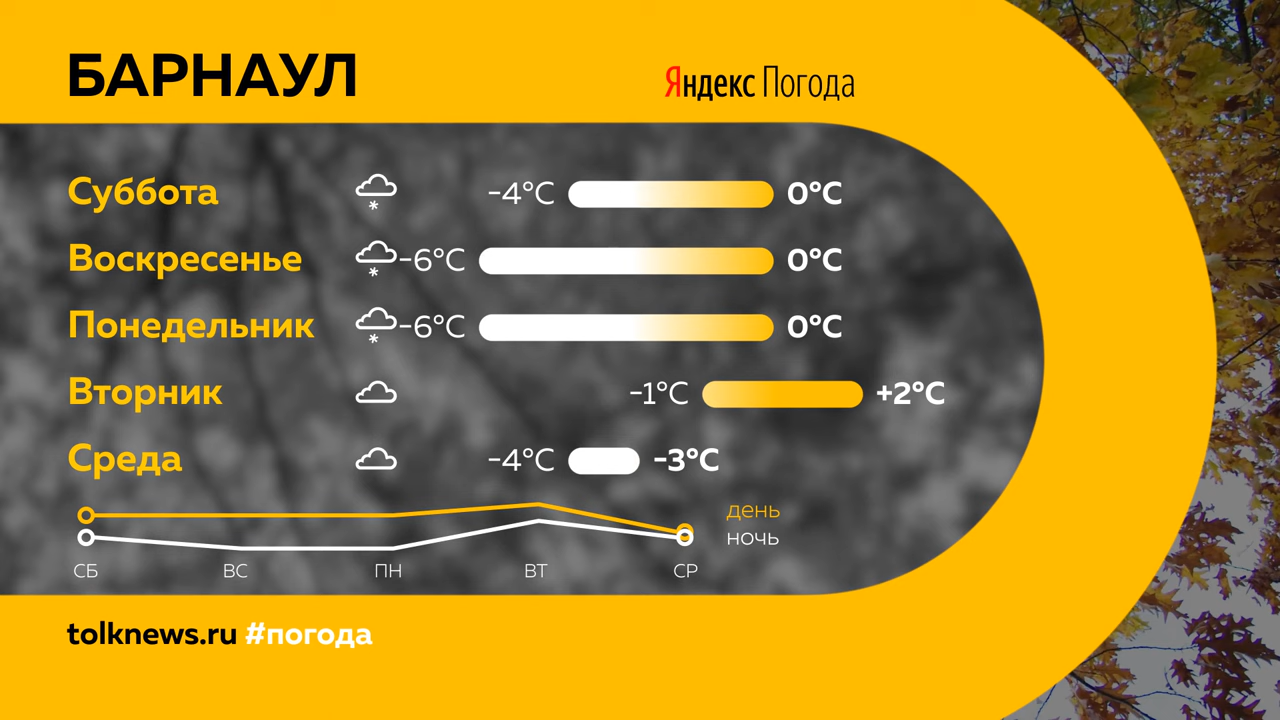 БАРНАУЛ
Яндекс Погода
Суббота -4°C 0°C
Воскресенье -6°C 0°C
Понедельник -6°C 0°C
Вторник -1°C +2°C
Среда -4°C -3°C
день
ночь
СБ ВС ПН ВТ СР
tolknews.ru #погода